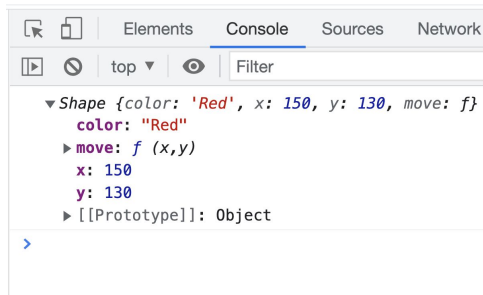 Elements Console Sources Network
top ▼ Filter
▼Shape {color: 'Red', x: 150, y: 130, move: ƒ}
color: "Red"
▶move: ƒ (x,y)
x: 150
y: 130
▶[[Prototype]]: Object
>